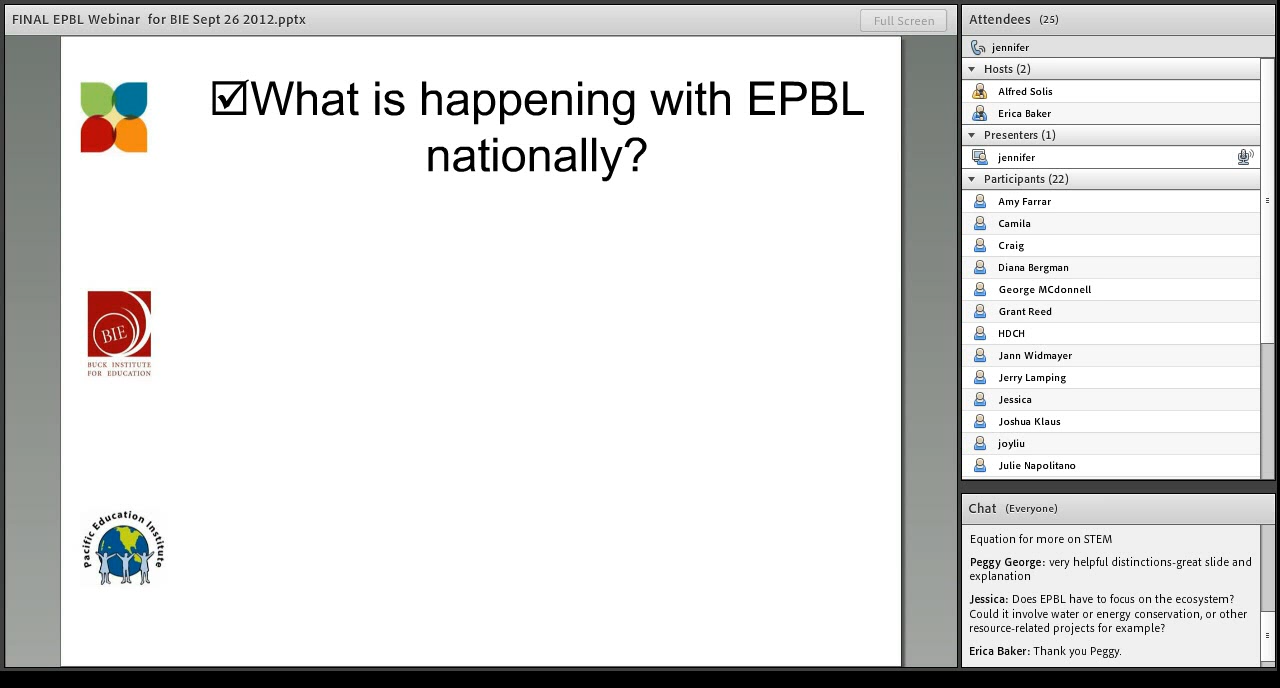 FINAL EPBL Webinar  for BIE Sept 26 2012.pptx
Full Screen
☑What is happening with EPBL
nationally?
BIE
BUCK INSTITUTE
FOR EDUCATION
Pacific Education Institute
Attendees (25)
jennifer
Hosts (2)
Alfred Solis
Erica Baker
Presenters (1)
jennifer
Participants (22)
Amy Farrar
Camila
Craig
Diana Bergman
George MCdonnell
Grant Reed
HDCH
Jann Widmayer
Jerry Lamping
Jessica
Joshua Klaus
joyliu
Julie Napolitano
Chat (Everyone)
Equation for more on STEM
Peggy George: very helpful distinctions-great slide and
explanation
Jessica: Does EPBL have to focus on the ecosystem?
Could it involve water or energy conservation, or other
resource-related projects for example?
Erica Baker: Thank you Peggy.